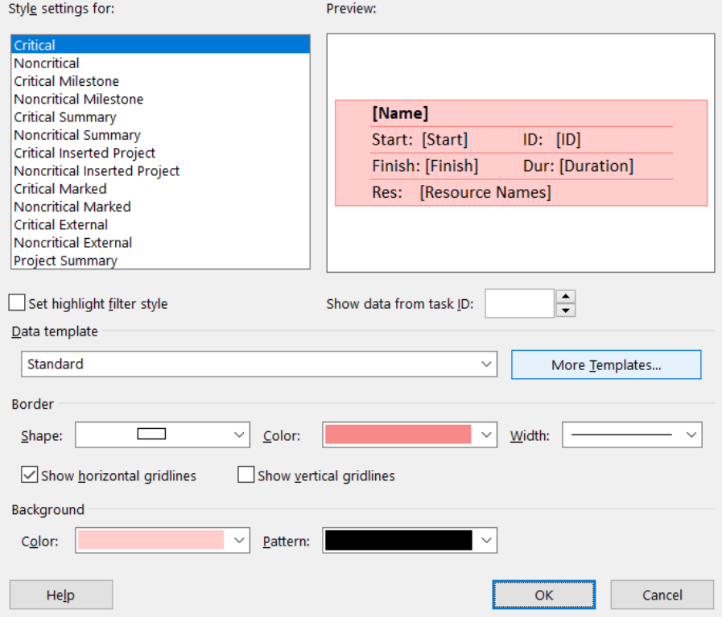 Style settings for:
Preview:
Critical
Noncritical
Critical Milestone
Noncritical Milestone
Critical Summary
Noncritical Summary
Critical Inserted Project
Noncritical Inserted Project
Critical Marked
Noncritical Marked
Critical External
Noncritical External
Project Summary
[Name]
Start: [Start] ID: [ID]
Finish: [Finish] Dur: [Duration]
Res: [Resource Names]
Set highlight filter style
Show data from task ID:
Data template
Standard
More Templates...
Border
Shape:
Color:
Width:
Show horizontal gridlines
Show vertical gridlines
Background
Color:
Pattern:
Help
OK
Cancel